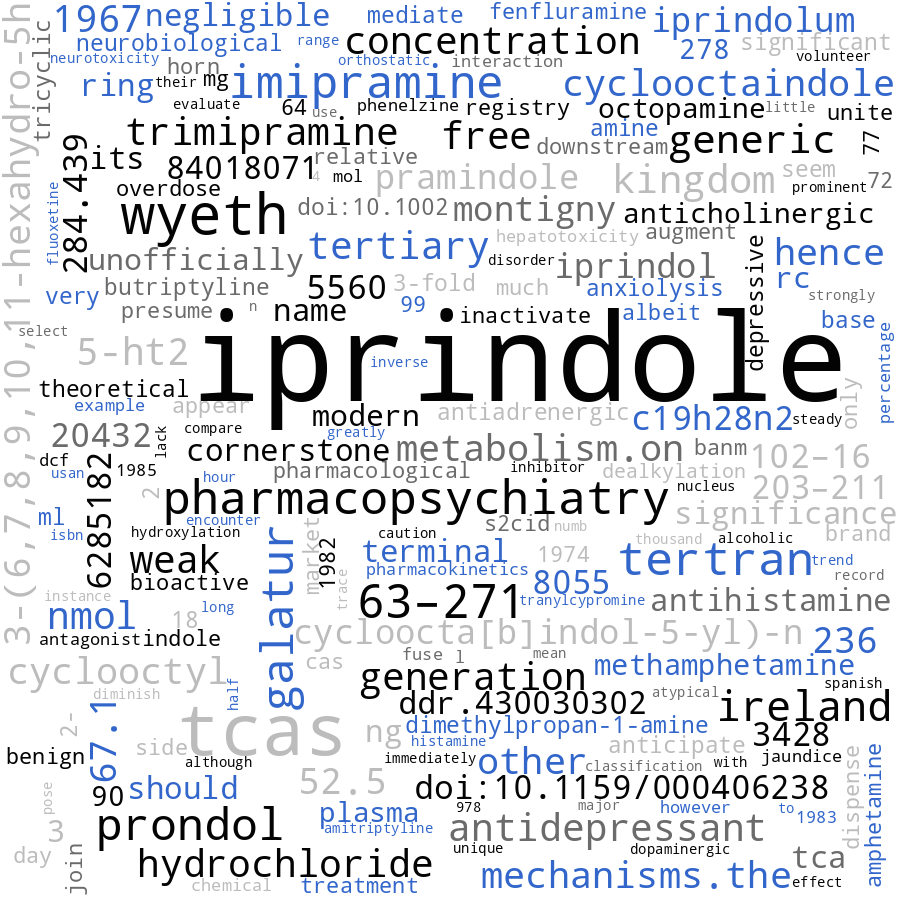 1967 negligible mediate fenfluramine iprindolum
neurobiological range concentration 278 significant
neurotoxicity horn orthostatic interaction volunteer
tricyclic
ring their mg imipramine cyclooctaindole
evaluate 64 use phenelzine registry octopamine little unite
trimipramine free amine generic 77
downstream
284.439 its 84018071 relative
4 mol pramindole kingdom seem
overdose prominent 72
fluoxetine wyeth doi:10.1002 montigny anticholinergic
3-(6,7,8,9,10,11-hexahydro-5h
tertiary hepatotoxicity augment hence
unofficially disorder iprindol depressive rc
very butriptyline 5560 3-fold much anxiolysis strongly
presume n name 99 inactivate albeit base
select iprindole percentage
5-ht2 inverse
theoretical only
example appear modern antiadrenergic c19h28n2 steady
20432 lack compare greatly
cornerstone metabolism.on banm 102-16
dcf usan 1985 pharmacological inhibitor dealkylation
6285182 hour nucleus 203-211
2 pharmacopsychiatry
ml encounter s2cid numb significance
isbn hydroxylation galatur market caution thousand alcoholic brand
weak 1982 terminal 1974 tertran trend
bioactive pharmacokinetics 8055 record
instance trace 63-271 tranylcypromine antihistamine
nmol 18 long
antagonist indole cycloocta[b]indol-5-yl)-n 236
cyclooctyl cas fuse l mean methamphetamine
diminish half generation atypical spanish
2- 67.1 ddr.430030302 ireland
tcas ng dimethylpropan-1-amine 3428
benign side histamine anticipate
although immediately other classification with jaundice
52.5 doi:10.1159/000406238 dispense amphetamine
pose 90 should
978 major however to 1983
3 prondol plasma antidepressant
amitriptyline
day join unique dopaminergic tca
hydrochloride
chemical treatment mechanisms.the effect